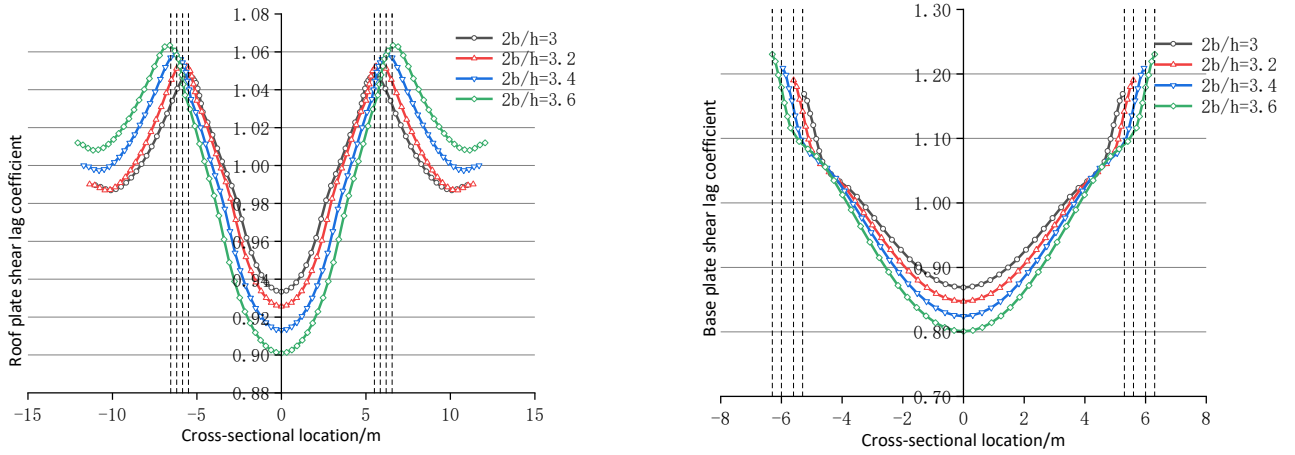 1.08
1.06
1.04
1.02
1.00
0.98
0.96
0.94
0.92
0.90
0.88
-15
-10
-5
0
5
10
15
Roof plate shear lag coefficient
Cross-sectional location/m
2b/h=3
2b/h=3.2
2b/h=3.4
2b/h=3.6
1.30
1.20
1.10
1.00
0.90
0.80
0.70
-8
-6
-4
-2
0
2
4
6
8
Base plate shear lag coefficient
Cross-sectional location/m
2b/h=3
2b/h=3.2
2b/h=3.4
2b/h=3.6